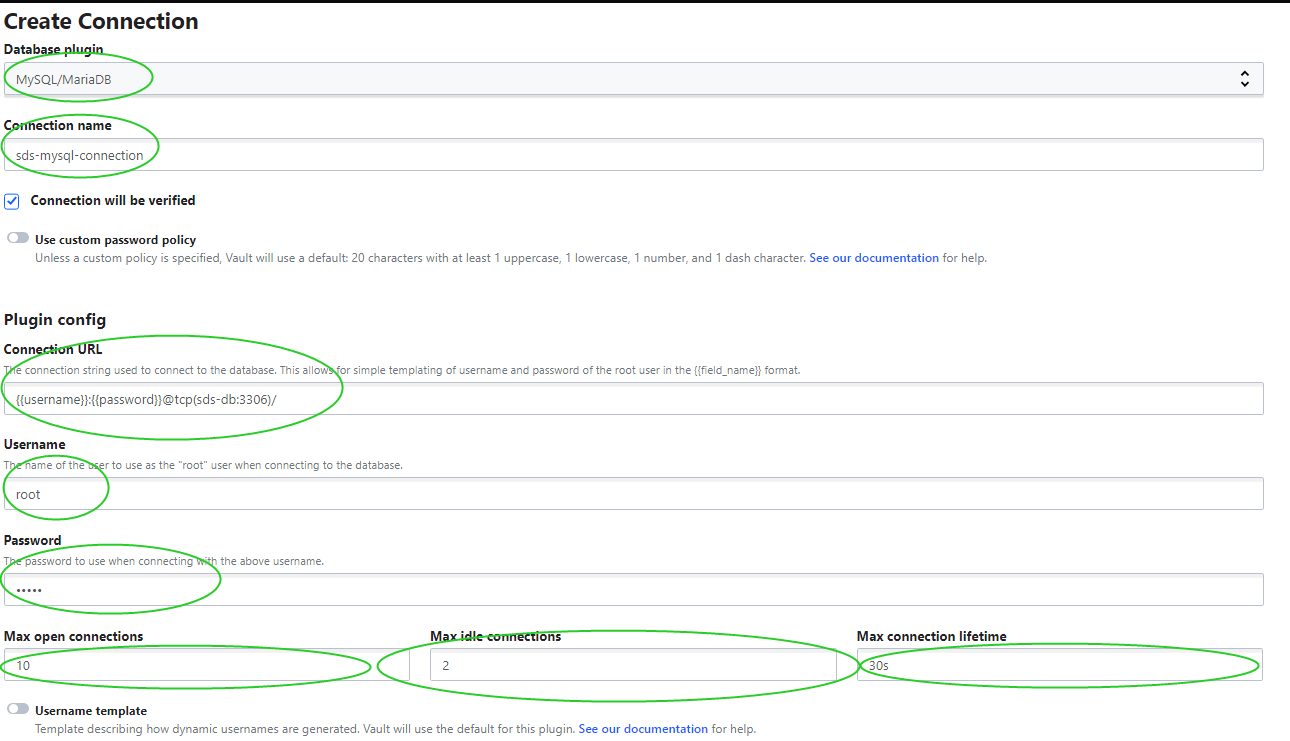 Create Connection
Database plugin
MySQL/MariaDB
Connection name
sds-mysql-connection
Connection will be verified
Use custom password policy
Unless a custom policy is specified, Vault will use a default: 20 characters with at least 1 uppercase, 1 lowercase, 1 number, and 1 dash character. See our documentation for help.
Plugin config
Connection URL
The connection string used to connect to the database. This allows for simple templating of username and password of the root user in the {{field_name}} format.
{{username}}:{{password}}@tcp(sds-db:3306)/
Username
The name of the user to use as the "root" user when connecting to the database.
root
Password
The password to use when connecting with the above username.
•••••
Max open connections Max idle connections Max connection lifetime
10 2 30s
Username template
Template describing how dynamic usernames are generated. Vault will use the default for this plugin. See our documentation for help.